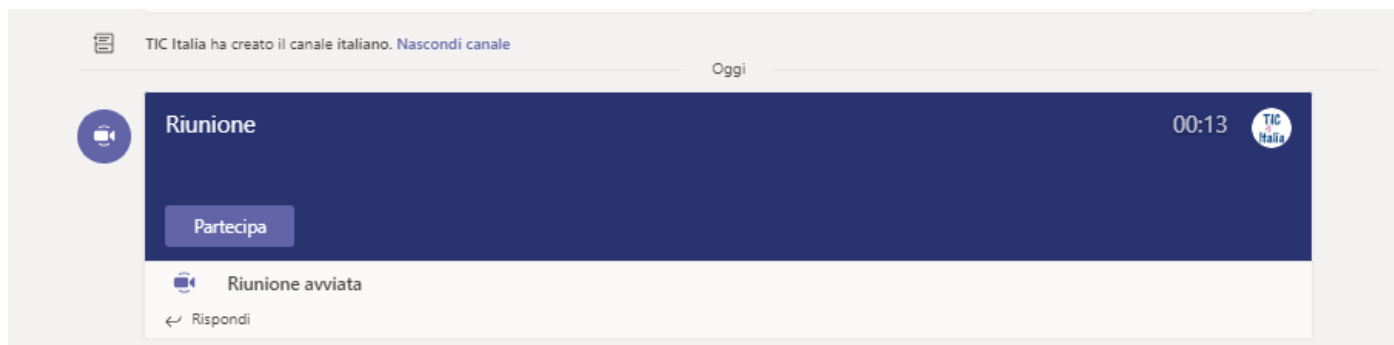 TIC Italia ha creato il canale italiano. Nascondi canale
Oggi
Riunione
00:13
TIC
Italia
Partecipa
Riunione avviata
Rispondi